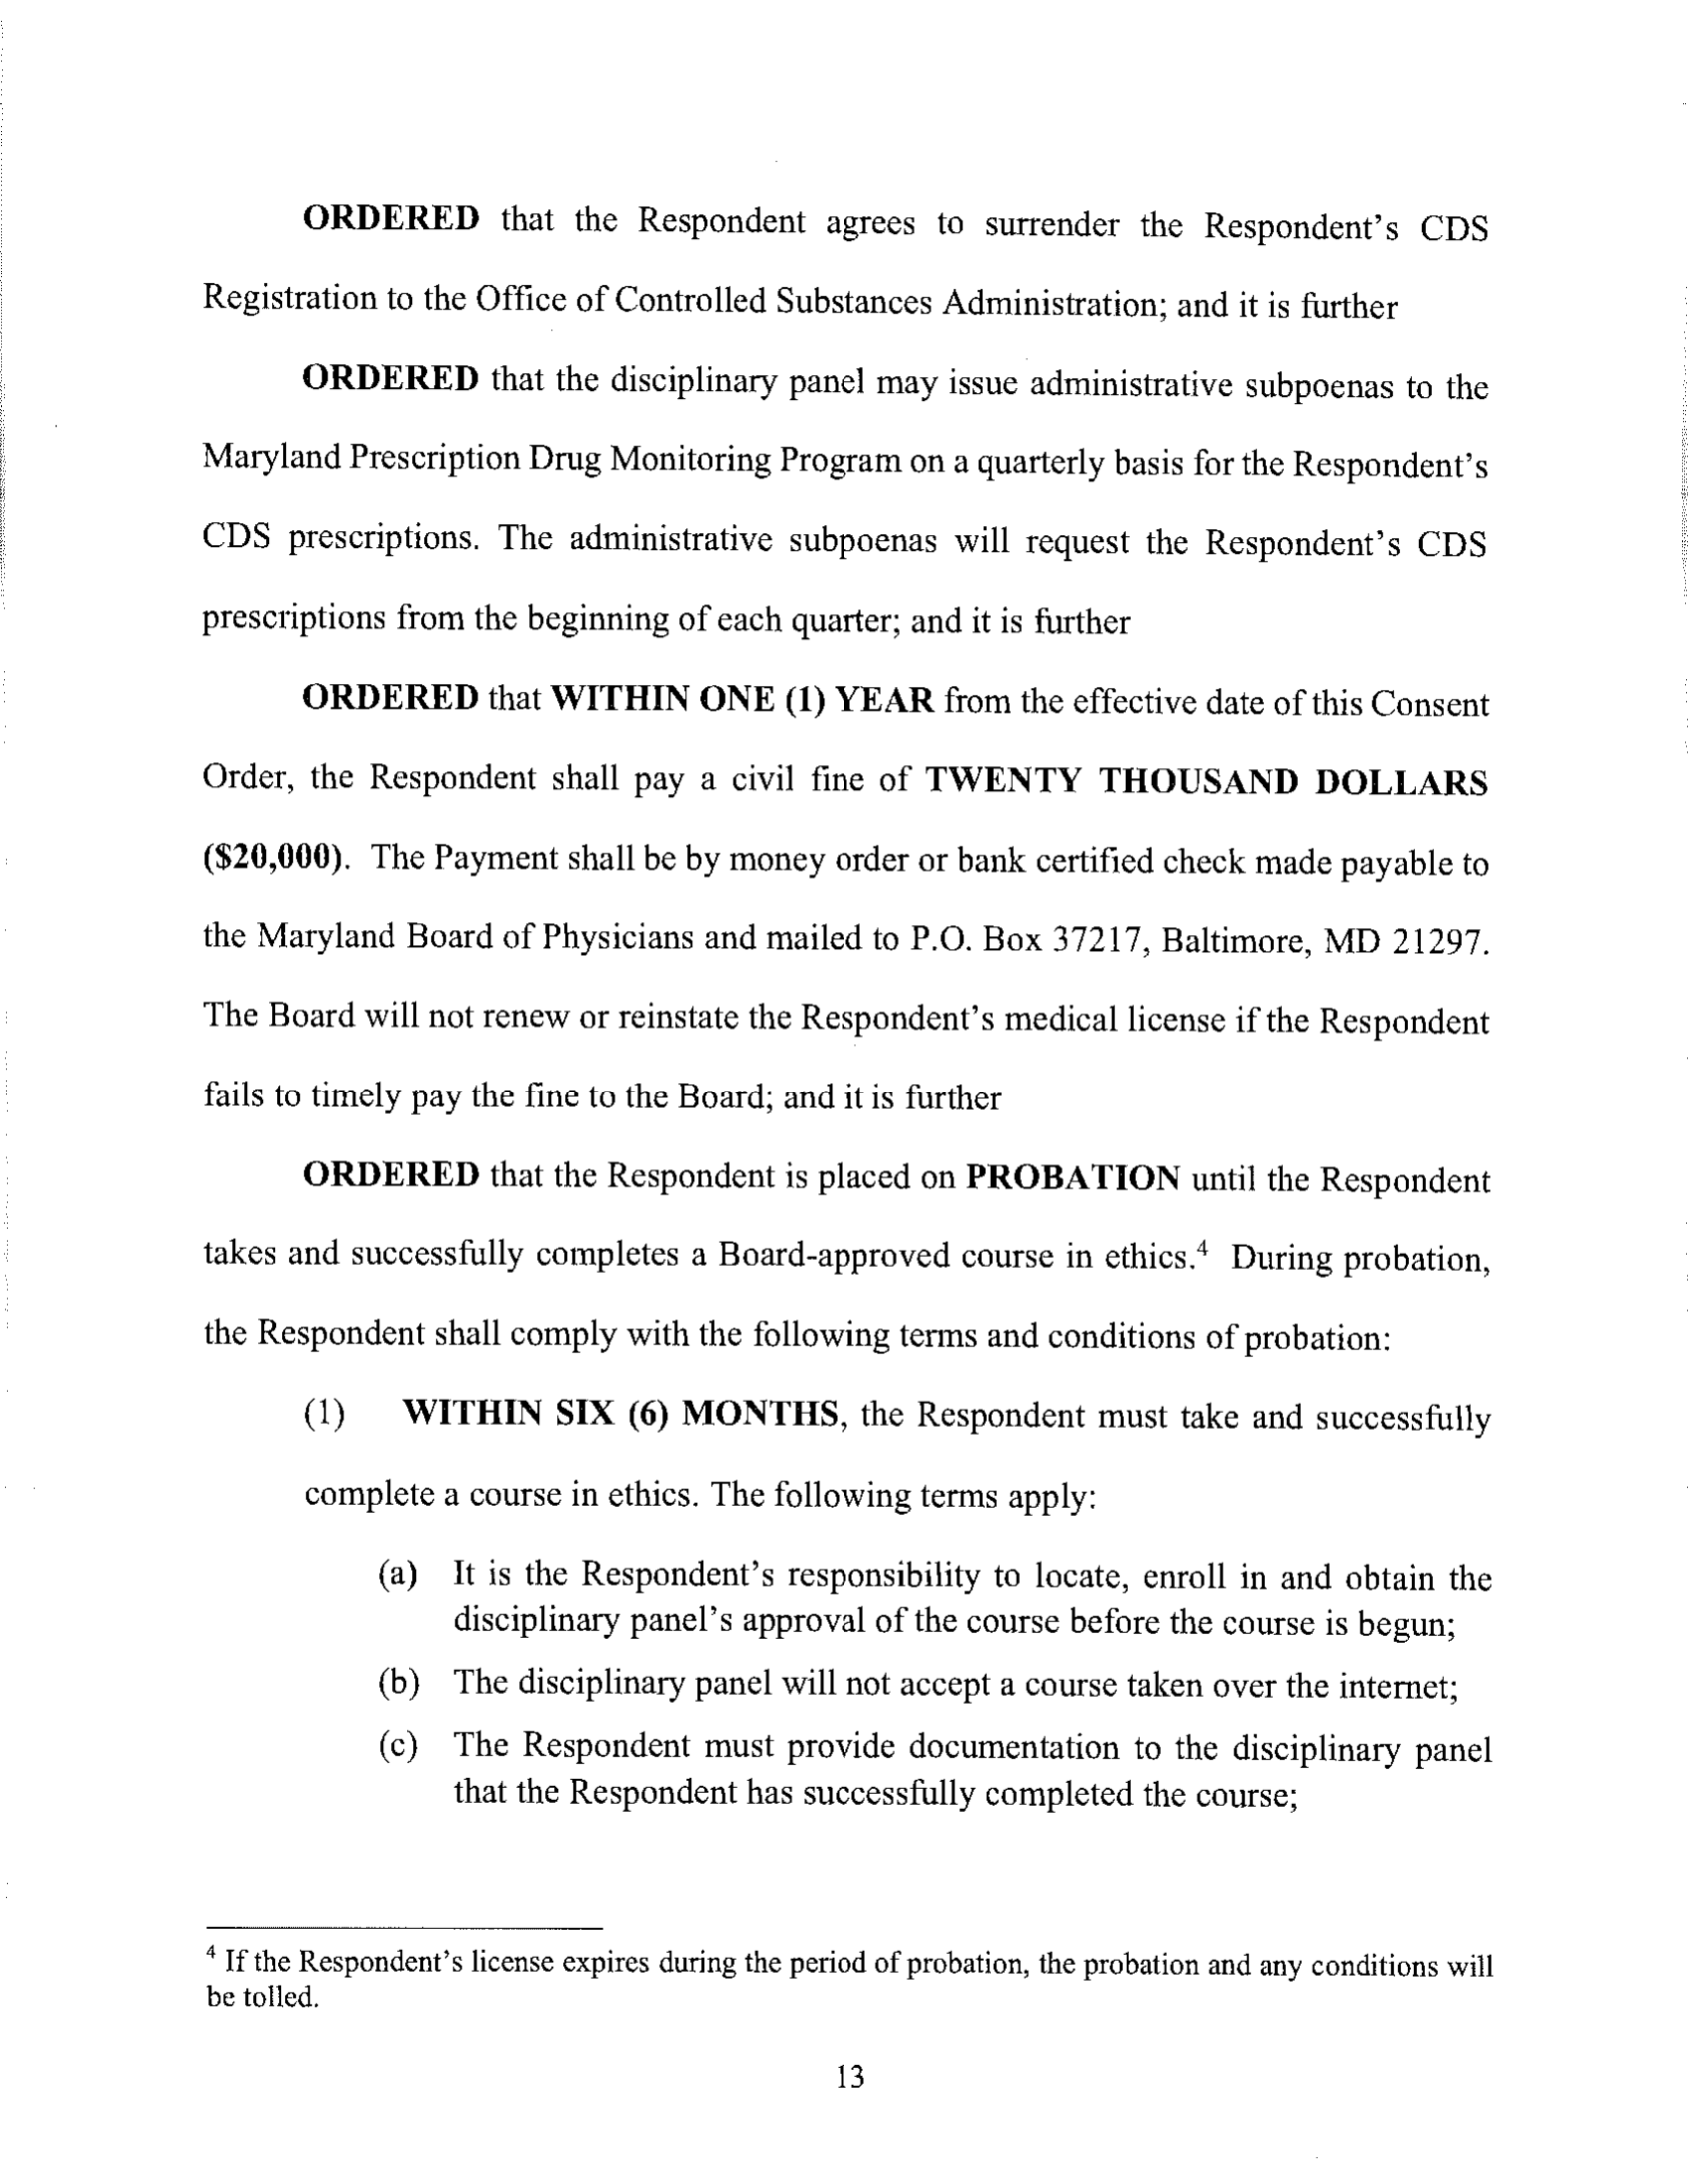 ORDERED that the Respondent agrees to surrender the Respondent's CDS
Registration to the Office of Controlled Substances Administration; and it is further
ORDERED that the disciplinary panel may issue administrative subpoenas to the
Maryland Prescription Drug Monitoring Program on a quarterly basis for the Respondent's
CDS prescriptions. The administrative subpoenas will request the Respondent's CDS
prescriptions from the beginning of each quarter; and it is further
ORDERED that WITHIN ONE (1) YEAR from the effective date of this Consent
Order, the Respondent shall pay a civil fine of TWENTY THOUSAND DOLLARS
($20,000). The Payment shall be by money order or bank certified check made payable to
the Maryland Board of Physicians and mailed to P.O. Box 37217, Baltimore, MD 21297.
The Board will not renew or reinstate the Respondent's medical license if the Respondent
fails to timely pay the fine to the Board; and it is further
ORDERED that the Respondent is placed on PROBATION until the Respondent
takes and successfully completes a Board-approved course in ethics.4 During probation,
the Respondent shall comply with the following terms and conditions of probation:
(1) WITHIN SIX (6) MONTHS, the Respondent must take and successfully
complete a course in ethics. The following terms apply:
(a) It is the Respondent's responsibility to locate, enroll in and obtain the
disciplinary panel's approval of the course before the course is begun;
(b) The disciplinary panel will not accept a course taken over the internet;
(c) The Respondent must provide documentation to the disciplinary panel
that the Respondent has successfully completed the course;
4 If the Respondent's license expires during the period of probation, the probation and any conditions will
be tolled.
13